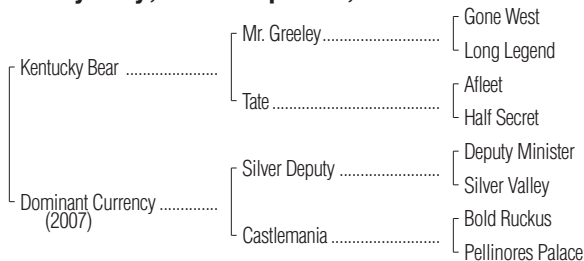 Gone West
Mr. Greeley
Long Legend
Kentucky Bear
Afleet
Tate
Half Secret
Deputy Minister
Silver Deputy
Silver Valley
Dominant Currency
(2007)
Bold Ruckus
Castlemania
Pellinores Palace